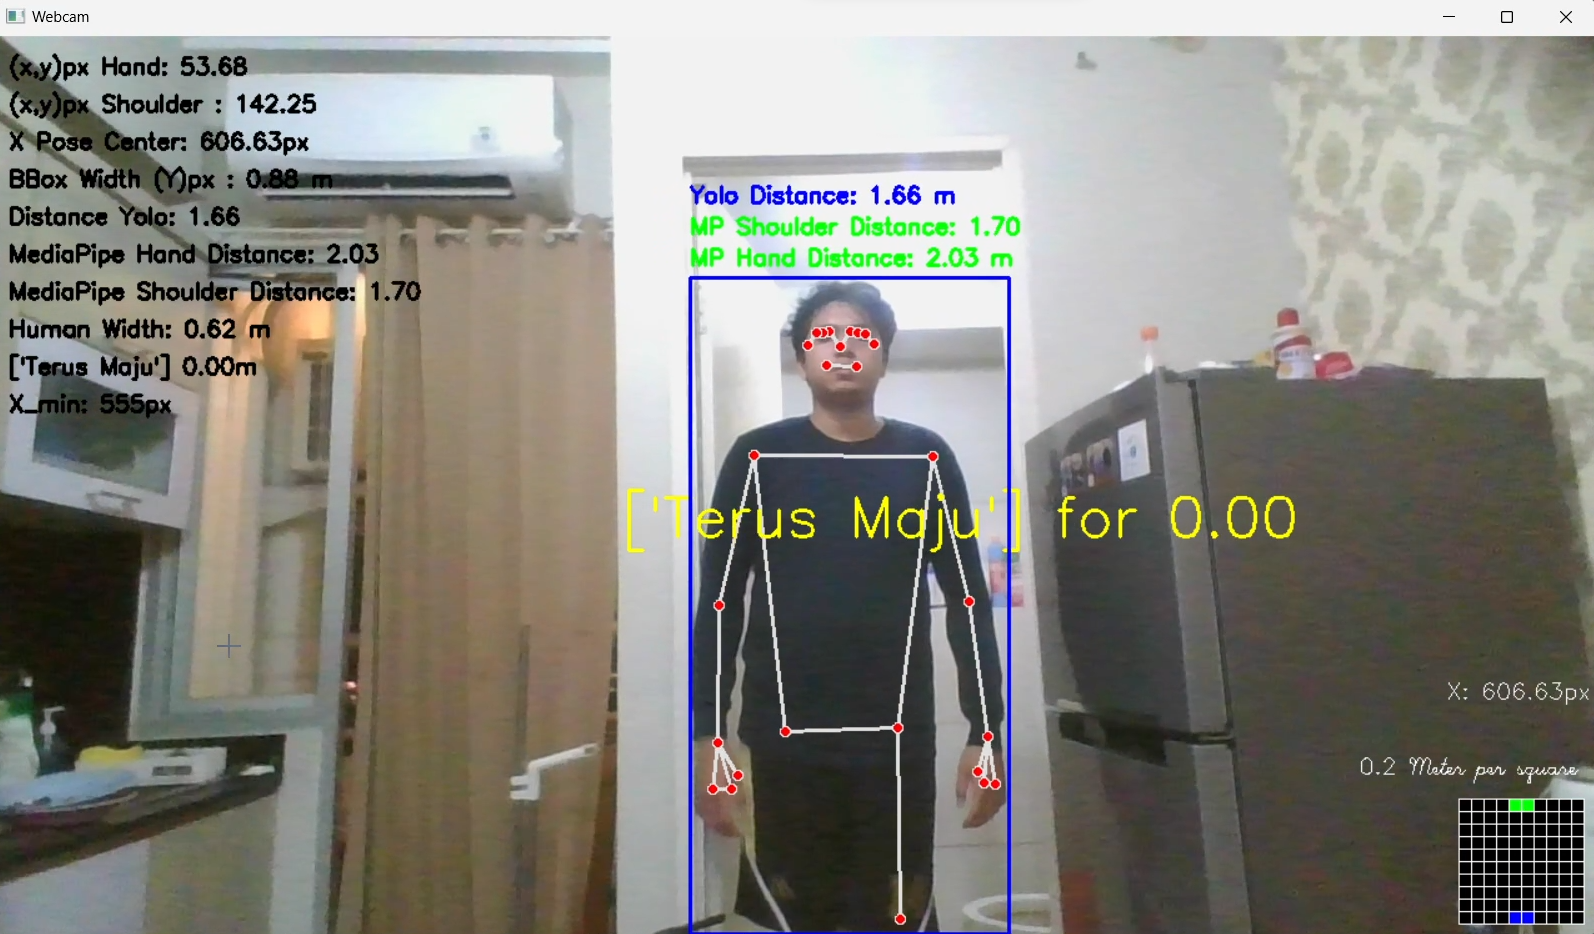 Webcam
(x,y)px Hand: 53.68
(x,y)px Shoulder : 142.25
X Pose Center: 606.63px
BBox Width (Y)px : 0.88 m
Distance Yolo: 1.66
MediaPipe Hand Distance: 2.03
MediaPipe Shoulder Distance: 1.70
Human Width: 0.62 m
['Terus Maju'] 0.00m
X_min: 555px
Yolo Distance: 1.66 m
MP Shoulder Distance: 1.70
MP Hand Distance: 2.03 m
['Terus Maju'] for 0.00
X: 606.63px
0.2 Meter per square